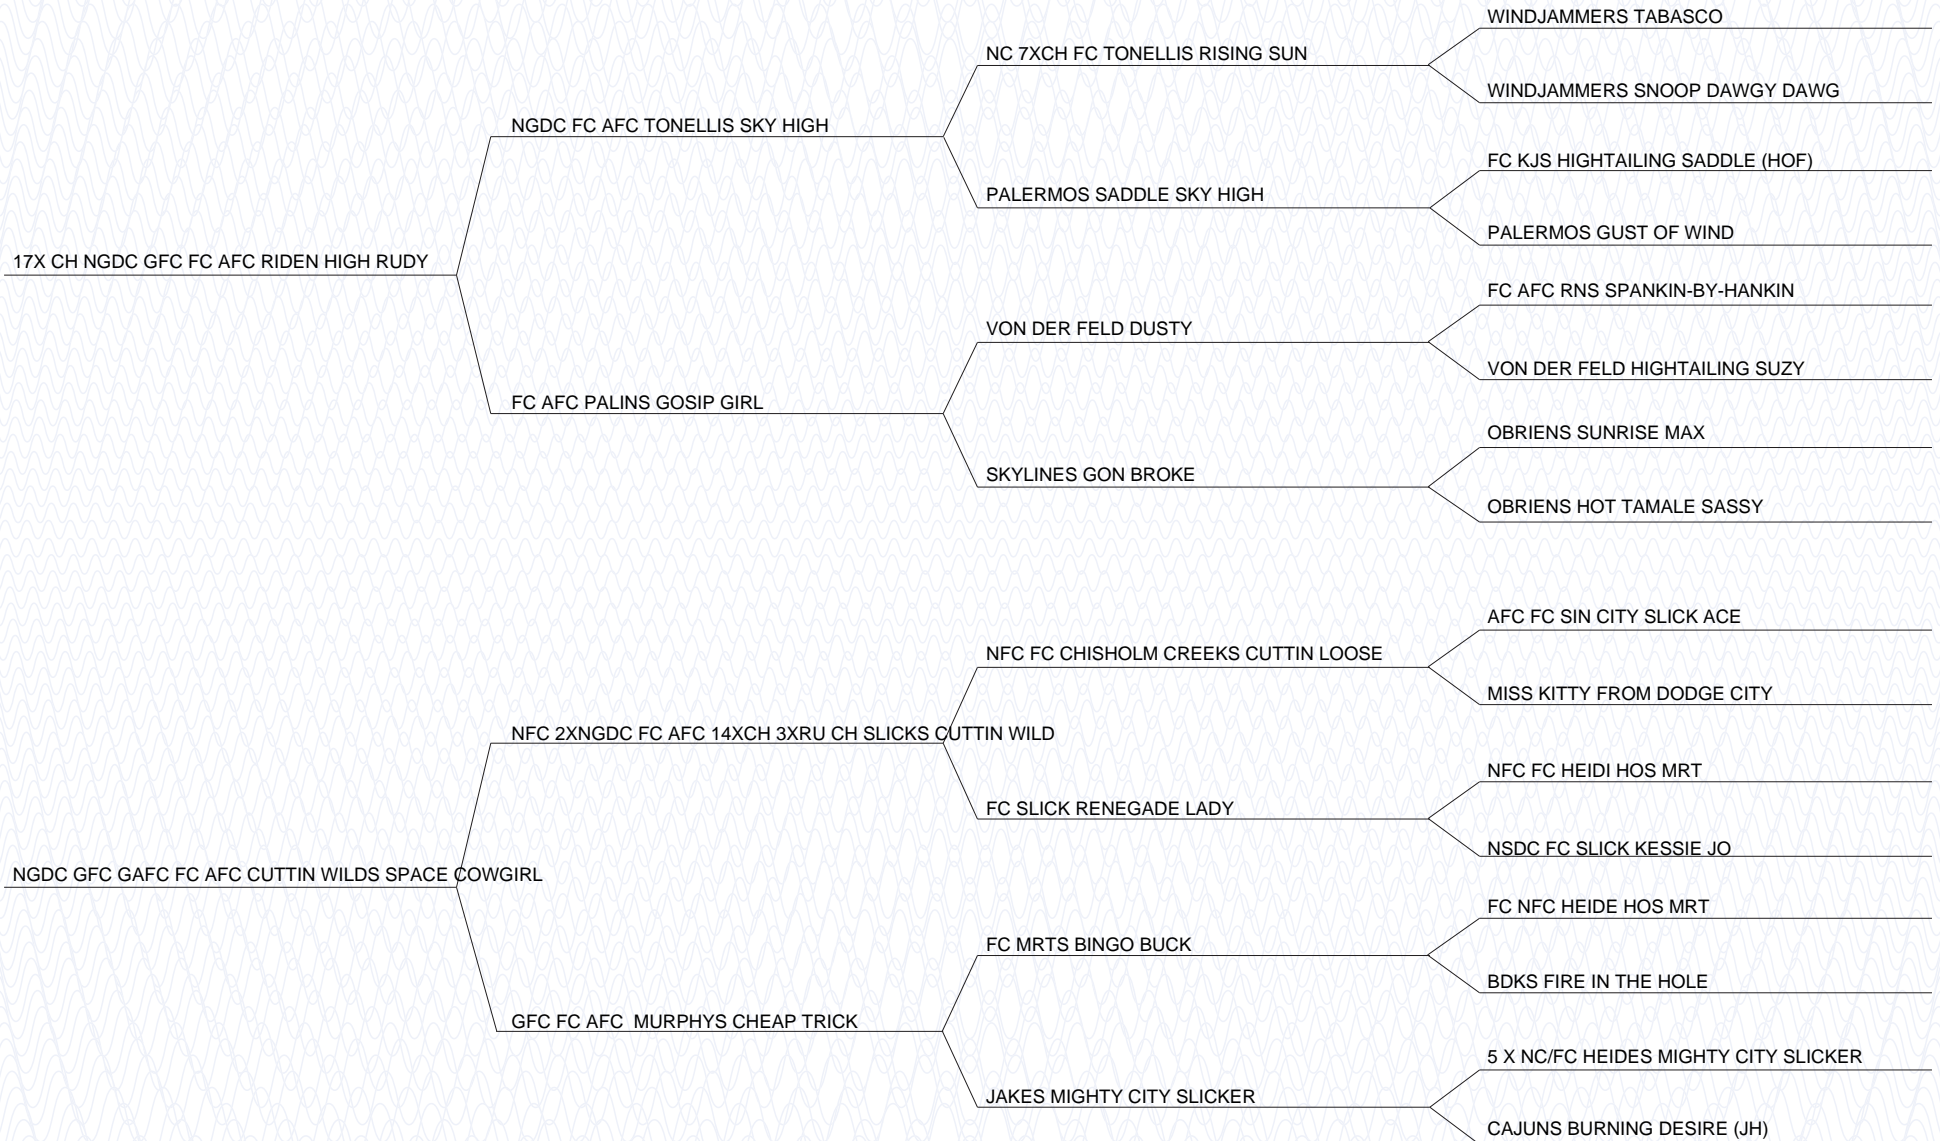 WINDJAMMERS TABASCO
NC 7XCH FC TONELLIS RISING SUN
WINDJAMMERS SNOOP DAWGY DAWG
NGDC FC AFC TONELLIS SKY HIGH
FC KJS HIGHTAILING SADDLE (HOF)
PALERMOS SADDLE SKY HIGH
PALERMOS GUST OF WIND
17X CH NGDC GFC FC AFC RIDEN HIGH RUDY
FC AFC RNS SPANKIN-BY-HANKIN
VON DER FELD DUSTY
VON DER FELD HIGHTAILING SUZY
FC AFC PALINS GOSIP GIRL
OBRIENS SUNRISE MAX
SKYLINES GON BROKE
OBRIENS HOT TAMALE SASSY
AFC FC SIN CITY SLICK ACE
NFC FC CHISHOLM CREEKS CUTTIN LOOSE
MISS KITTY FROM DODGE CITY
NFC 2XNGDC FC AFC 14XCH 3XRU CH SLICKS CUTTIN WILD
NFC FC HEIDI HOS MRT
FC SLICK RENEGADE LADY
NSDC FC SLICK KESSIE JO
NGDC GFC GAFC FC AFC CUTTIN WILDS SPACE COWGIRL
FC NFC HEIDE HOS MRT
FC MRTS BINGO BUCK
BDKS FIRE IN THE HOLE
GFC FC AFC  MURPHYS CHEAP TRICK
5 X NC/FC HEIDES MIGHTY CITY SLICKER
JAKES MIGHTY CITY SLICKER
CAJUNS BURNING DESIRE (JH)